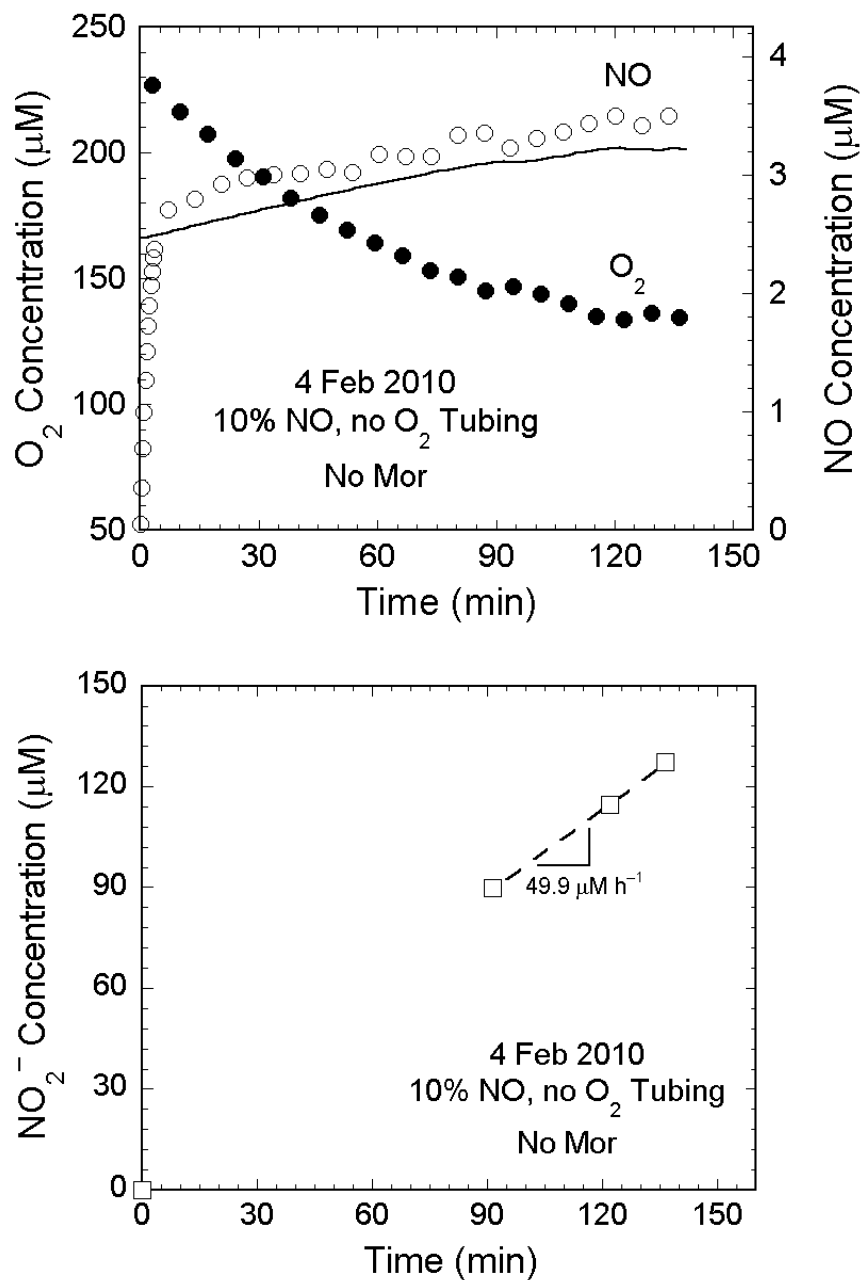 250
200
150
100
50
O₂ Concentration (μM)
4
3
2
1
0
NO Concentration (μM)
NO
O₂
4 Feb 2010
10% NO, no O₂ Tubing
No Mor
0 30 60 90 120 150
Time (min)
150
120
90
60
30
0
NO₂⁻ Concentration (μM)
49.9 μM h⁻¹
4 Feb 2010
10% NO, no O₂ Tubing
No Mor
0 30 60 90 120 150
Time (min)